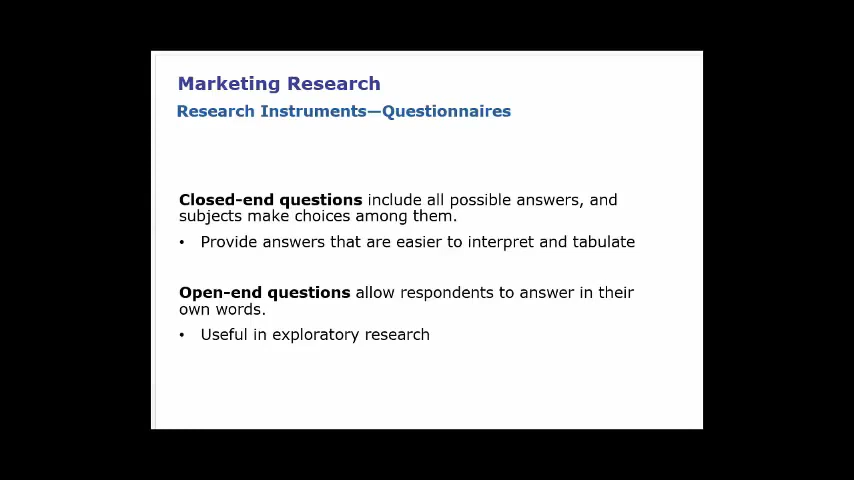 Marketing Research
Research Instruments—Questionnaires
Closed-end questions include all possible answers, and
subjects make choices among them.
• Provide answers that are easier to interpret and tabulate
Open-end questions allow respondents to answer in their
own words.
• Useful in exploratory research